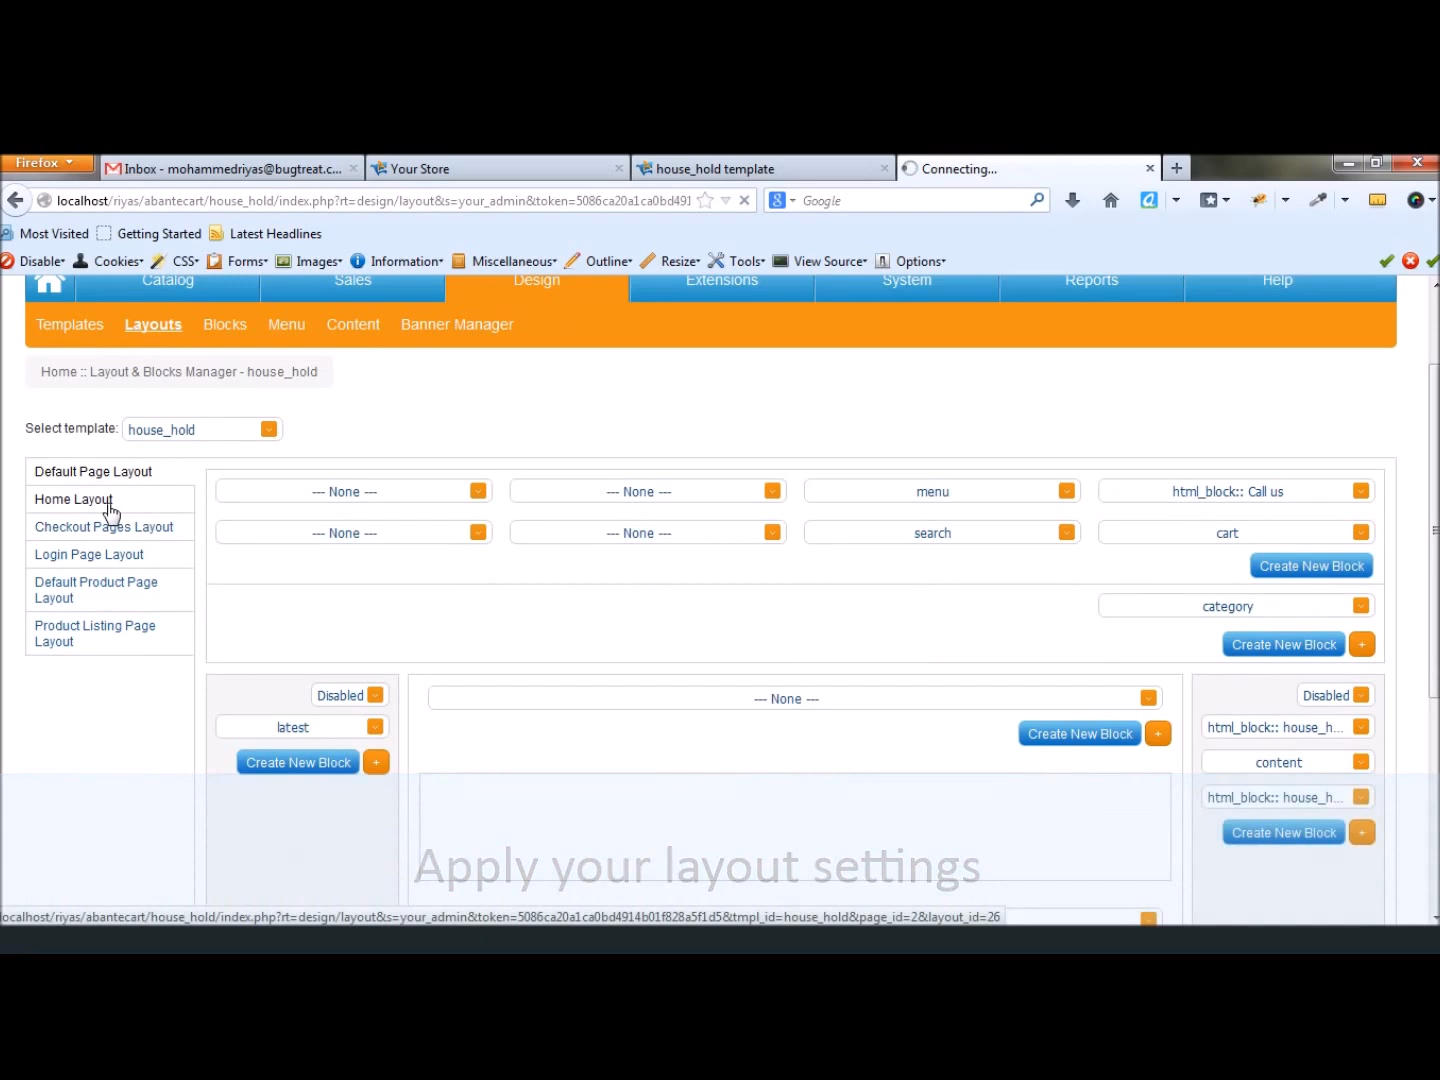 Firefox
Inbox - mohammedriyas@bugtreat.c...
Your Store
house_hold template
Connecting...
localhost/riyas/abantecart/house_hold/index.php?rt=design/layout&s=your_admin&token=5086ca20a1ca0bd491
Google
Most Visited
Getting Started
Latest Headlines
Disable
Cookies
CSS
Forms
Images
Information
Miscellaneous
Outline
Resize
Tools
View Source
Options
Catalog
Sales
Design
Extensions
System
Reports
Help
Templates
Layouts
Blocks
Menu
Content
Banner Manager
Home :: Layout & Blocks Manager - house_hold
Select template: house_hold
Default Page Layout
Home Layout
Checkout Pages Layout
Login Page Layout
Default Product Page
Layout
Product Listing Page
Layout
--- None ---
--- None ---
menu
html_block:: Call us
--- None ---
--- None ---
search
cart
Create New Block
category
Create New Block +
Disabled
latest
Create New Block +
--- None ---
Create New Block +
Disabled
html_block:: house_h...
content
html_block:: house_h...
Create New Block +
Apply your layout settings
localhost/riyas/abantecart/house_hold/index.php?rt=design/layout&s=your_admin&token=5086ca20a1ca0bd4914b01f828a5f1d5&tmpl_id=house_hold&page_id=2&layout_id=26